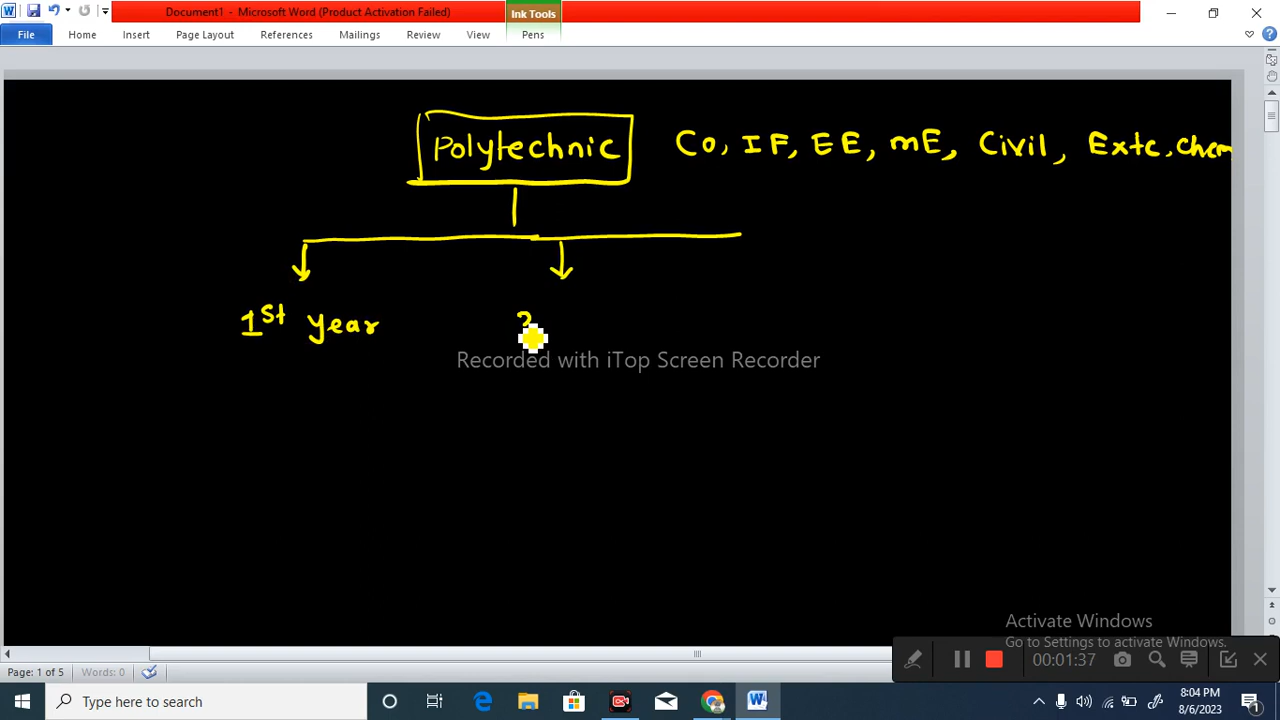 Document1 - Microsoft Word (Product Activation Failed)
Ink Tools
File Home Insert Page Layout References Mailings Review View Pens
Polytechnic
Co, IF, EE, mE, Civil, Extc, chem
1st year
2
Recorded with iTop Screen Recorder
Activate Windows
Go to Settings to activate Windows.
00:01:37
Page: 1 of 5 Words: 0
Type here to search
8:04 PM
8/6/2023